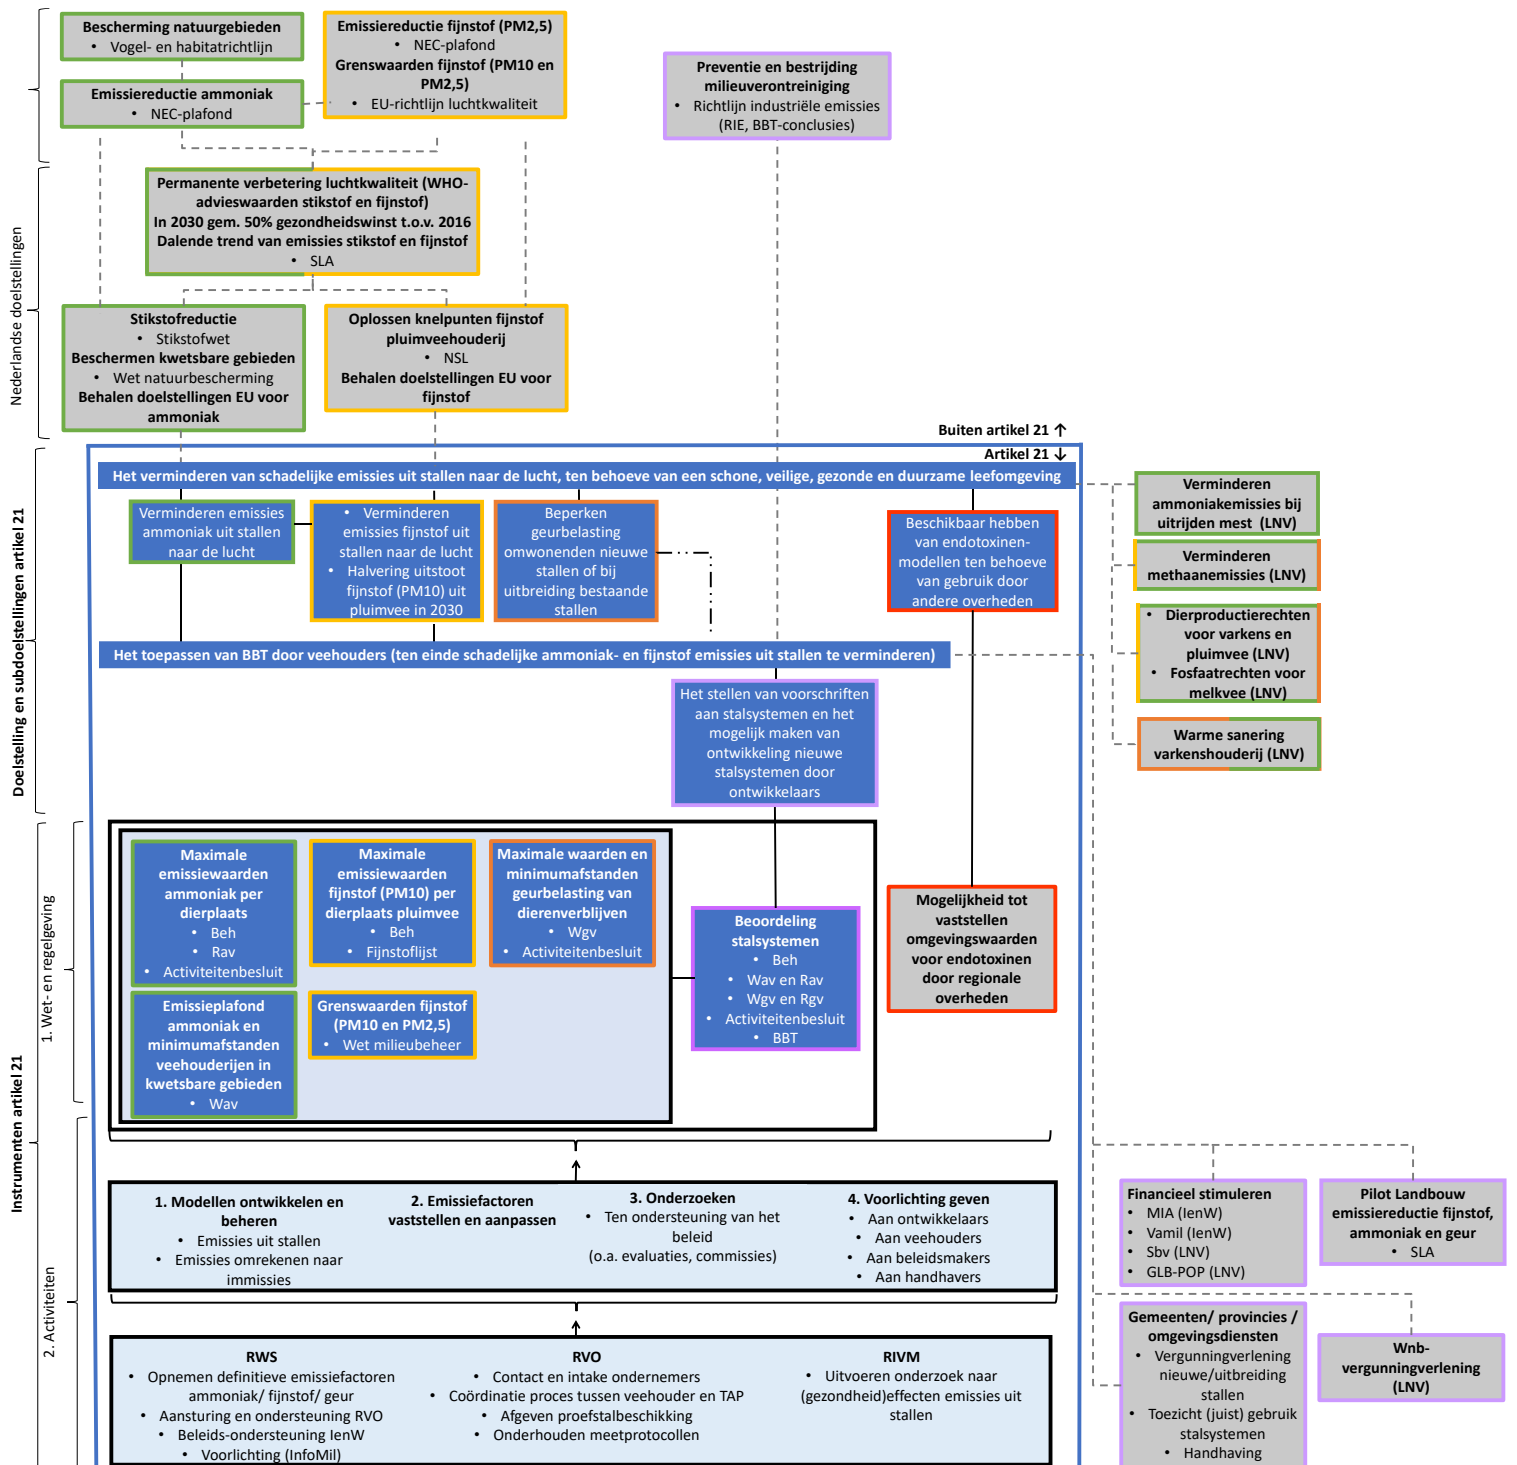 Bescherming natuurgebieden
• Vogel- en habitatrichtlijn
Emissiereductie ammoniak
• NEC-plafond
Emissiereductie fijnstof (PM2,5)
• NEC-plafond
Grenswaarden fijnstof (PM10 en
PM2,5)
• EU-richtlijn luchtkwaliteit
Preventie en bestrijding
milieuverontreiniging
• Richtlijn industriële emissies
(RIE, BBT-conclusies)
Nederlandse doelstellingen
Permanente verbetering luchtkwaliteit (WHO-
advieswaarden stikstof en fijnstof)
In 2030 gem. 50% gezondheidswinst t.o.v. 2016
Dalende trend van emissies stikstof en fijnstof
• SLA
Stikstofreductie
• Stikstofwet
Beschermen kwetsbare gebieden
• Wet natuurbescherming
Behalen doelstellingen EU voor
ammoniak
Oplossen knelpunten fijnstof
pluimveehouderij
• NSL
Behalen doelstellingen EU voor
fijnstof
Buiten artikel 21 ↑
Artikel 21 ↓
Doelstelling en subdoelstellingen artikel 21
Het verminderen van schadelijke emissies uit stallen naar de lucht, ten behoeve van een schone, veilige, gezonde en duurzame leefomgeving
Verminderen emissies
ammoniak uit stallen
naar de lucht
• Verminderen
emissies fijnstof uit
stallen naar de lucht
• Halvering uitstoot
fijnstof (PM10) uit
pluimvee in 2030
Beperken
geurbelasting
omwonenden nieuwe
stallen of bij
uitbreiding bestaande
stallen
Beschikbaar hebben
van endotoxinen-
modellen ten behoeve
van gebruik door
andere overheden
Verminderen
ammoniakemissies bij
uitrijden mest (LNV)
Verminderen
methaanemissies (LNV)
• Dierproductierechten
voor varkens en
pluimvee (LNV)
• Fosfaatrechten voor
melkvee (LNV)
Warme sanering
varkenshouderij (LNV)
Het toepassen van BBT door veehouders (ten einde schadelijke ammoniak- en fijnstof emissies uit stallen te verminderen)
Het stellen van voorschriften
aan stalsystemen en het
mogelijk maken van
ontwikkeling nieuwe
stalsystemen door
ontwikkelaars
Instrumenten artikel 21
1. Wet- en regelgeving
Maximale
emissiewaarden
ammoniak per
dierplaats
• Beh
• Rav
• Activiteitenbesluit
Maximale
emissiewaarden
fijnstof (PM10) per
dierplaats pluimvee
• Beh
• Fijnstoflijst
Maximale waarden en
minimumafstanden
geurbelasting van
dierenverblijven
• Wgv
• Activiteitenbesluit
Emissieplafond
ammoniak en
minimumafstanden
veehouderijen in
kwetsbare gebieden
• Wav
Grenswaarden fijnstof
(PM10 en PM2,5)
• Wet milieubeheer
Beoordeling
stalsystemen
• Beh
• Wav en Rav
• Wgv en Rgv
• Activiteitenbesluit
• BBT
Mogelijkheid tot
vaststellen
omgevingswaarden
voor endotoxinen
door regionale
overheden
2. Activiteiten
1. Modellen ontwikkelen en
beheren
• Emissies uit stallen
• Emissies omrekenen naar
immissies
2. Emissiefactoren
vaststellen en aanpassen
3. Onderzoeken
• Ten ondersteuning van het
beleid
(o.a. evaluaties, commissies)
4. Voorlichting geven
• Aan ontwikkelaars
• Aan veehouders
• Aan beleidsmakers
• Aan handhavers
Financieel stimuleren
• MIA (IenW)
• Vamil (IenW)
• Sbv (LNV)
• GLB-POP (LNV)
Pilot Landbouw
emissiereductie fijnstof,
ammoniak en geur
• SLA
RWS
• Opnemen definitieve emissiefactoren
ammoniak/ fijnstof/ geur
• Aansturing en ondersteuning RVO
• Beleids-ondersteuning IenW
• Voorlichting (InfoMil)
RVO
• Contact en intake ondernemers
• Coördinatie proces tussen veehouder en TAP
• Afgeven proefstalbeschikking
• Onderhouden meetprotocollen
RIVM
• Uitvoeren onderzoek naar
(gezondheid)effecten emissies uit
stallen
Gemeenten/ provincies /
omgevingsdiensten
• Vergunningverlening
nieuwe/uitbreiding
stallen
• Toezicht (juist) gebruik
stalsystemen
• Handhaving
Wnb-
vergunningverlening
(LNV)